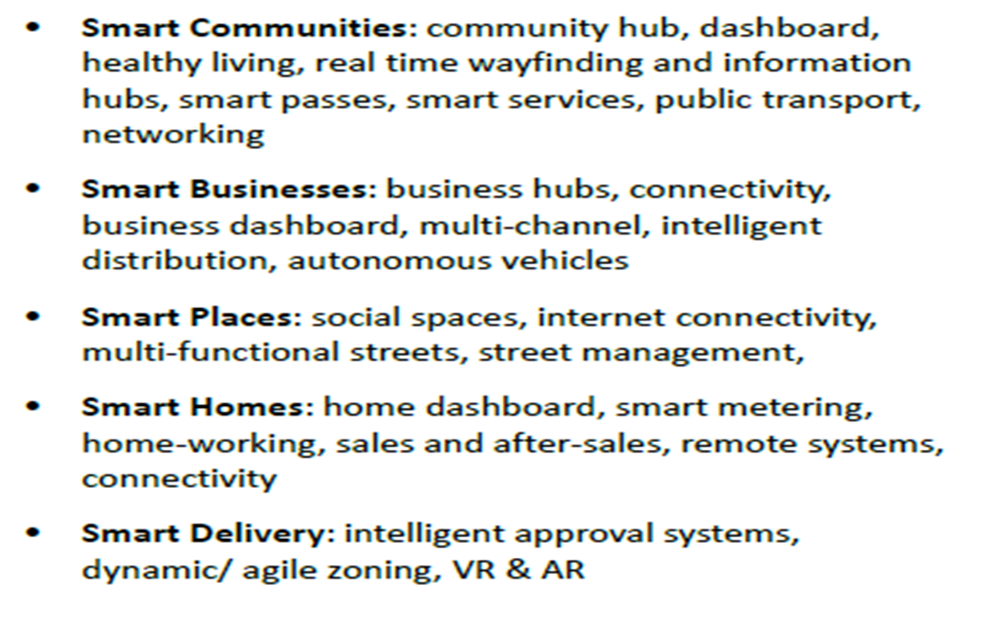 • Smart Communities: community hub, dashboard,
healthy living, real time wayfinding and information
hubs, smart passes, smart services, public transport,
networking
• Smart Businesses: business hubs, connectivity,
business dashboard, multi-channel, intelligent
distribution, autonomous vehicles
• Smart Places: social spaces, internet connectivity,
multi-functional streets, street management,
• Smart Homes: home dashboard, smart metering,
home-working, sales and after-sales, remote systems,
connectivity
• Smart Delivery: intelligent approval systems,
dynamic/ agile zoning, VR & AR